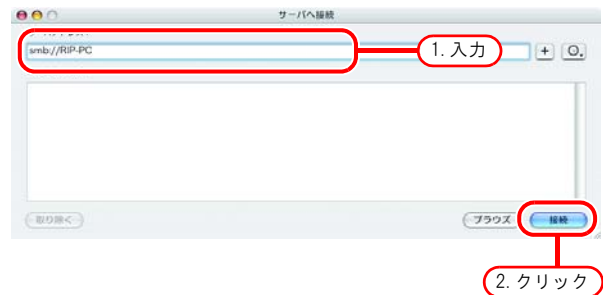 サーバへ接続
smb://RIP-PC
1. 入力
+
取り除く
ブラウズ
接続
2. クリック